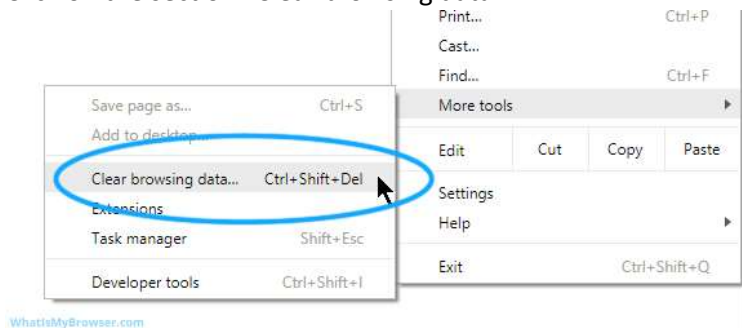 Print... Ctrl+P
Cast...
Find... Ctrl+F
More tools
Edit Cut Copy Paste
Settings
Help
Exit Ctrl+Shift+Q
Save page as... Ctrl+S
Add to desktop...
Clear browsing data... Ctrl+Shift+Del
Extensions
Task manager Shift+Esc
Developer tools Ctrl+Shift+I
WhatIsMyBrowser.com